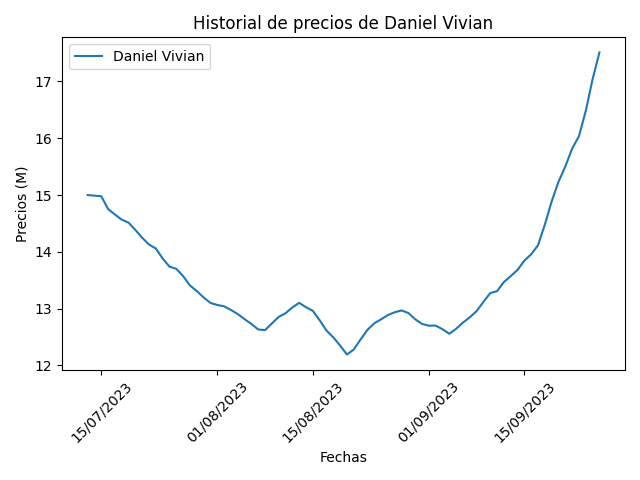 Historial de precios de Daniel Vivian
Daniel Vivian
Precios (M)
17
16
15
14
13
12
15/07/2023
01/08/2023
15/08/2023
01/09/2023
15/09/2023
Fechas